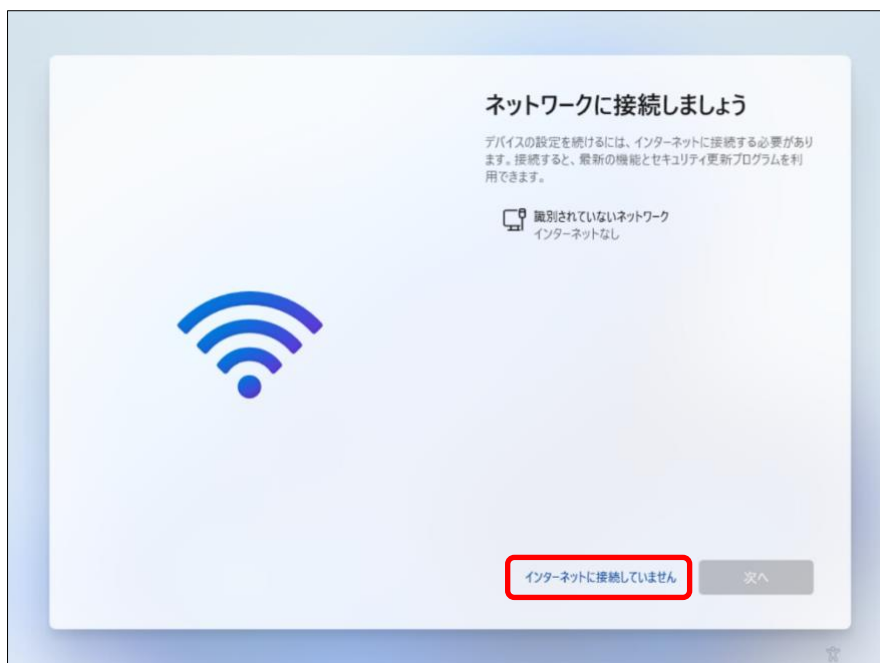 ネットワークに接続しましょう
デバイスの設定を続けるには、インターネットに接続する必要があり
ます。接続すると、最新の機能とセキュリティ更新プログラムを利
用できます。
識別されていないネットワーク
インターネットなし
インターネットに接続していません
次へ